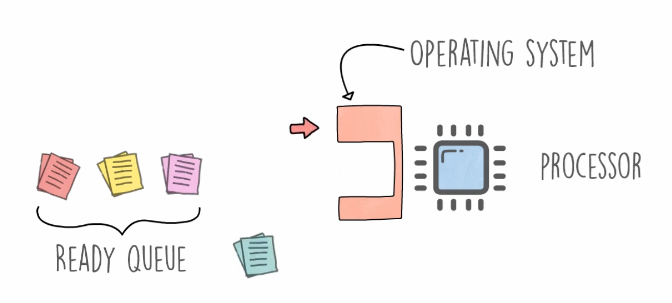 OPERATING SYSTEM
PROCESSOR
READY QUEUE